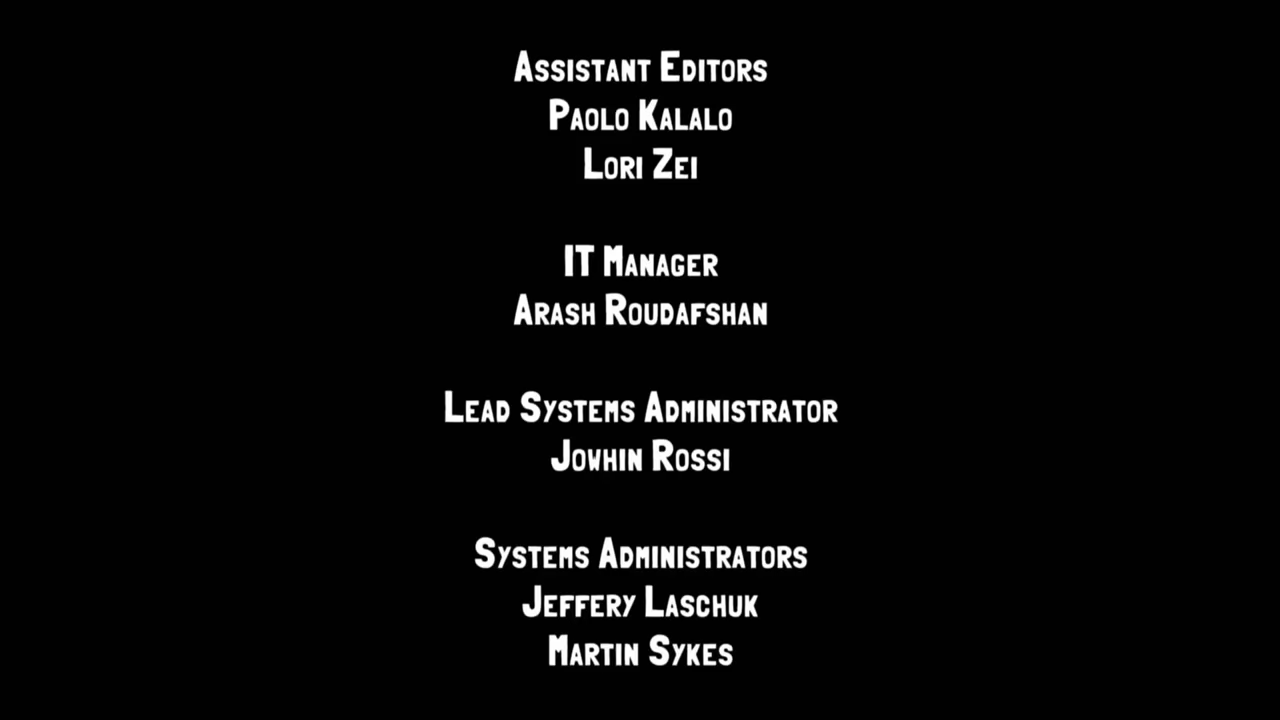 Assistant Editors
Paolo Kalalo
Lori Zei
IT Manager
Arash Roudafshan
Lead Systems Administrator
Jowhin Rossi
Systems Administrators
Jeffery Laschuk
Martin Sykes